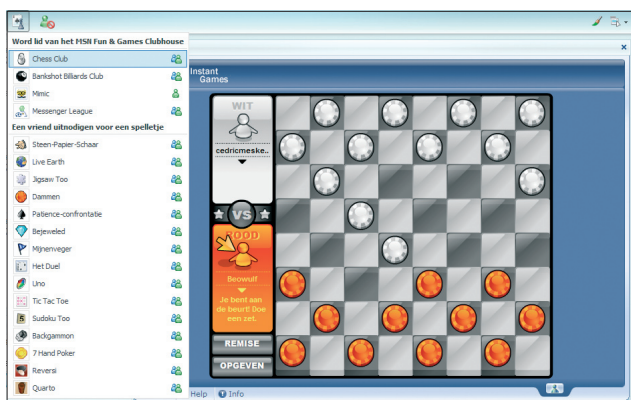 Word lid van het MSN Fun & Games Clubhouse
Chess Club
Bankshot Billiards Club
Mimic
Messenger League
Een vriend uitnodigen voor een spelletje
Steen-Papier-Schaar
Live Earth
Jigsaw Too
Dammen
Patience-confrontatie
Bejeweled
Mijnenveger
Het Duel
Uno
Tic Tac Toe
Sudoku Too
Backgammon
7 Hand Poker
Reversi
Quarto
Instant
Games
WIT
cedricmeske..
VS
ROOD
Beowulf
Je bent aan
de beurt! Doe
een zet.
REMISE
OPGEVEN
Help
Info